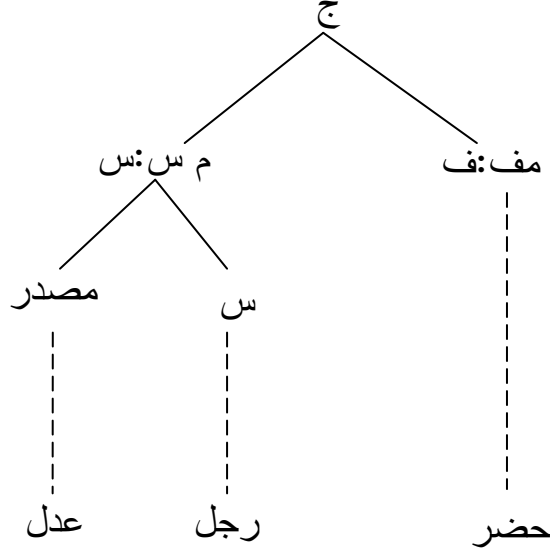 ج
مف:ف م س:س
س مصدر
حضر رجل عدل